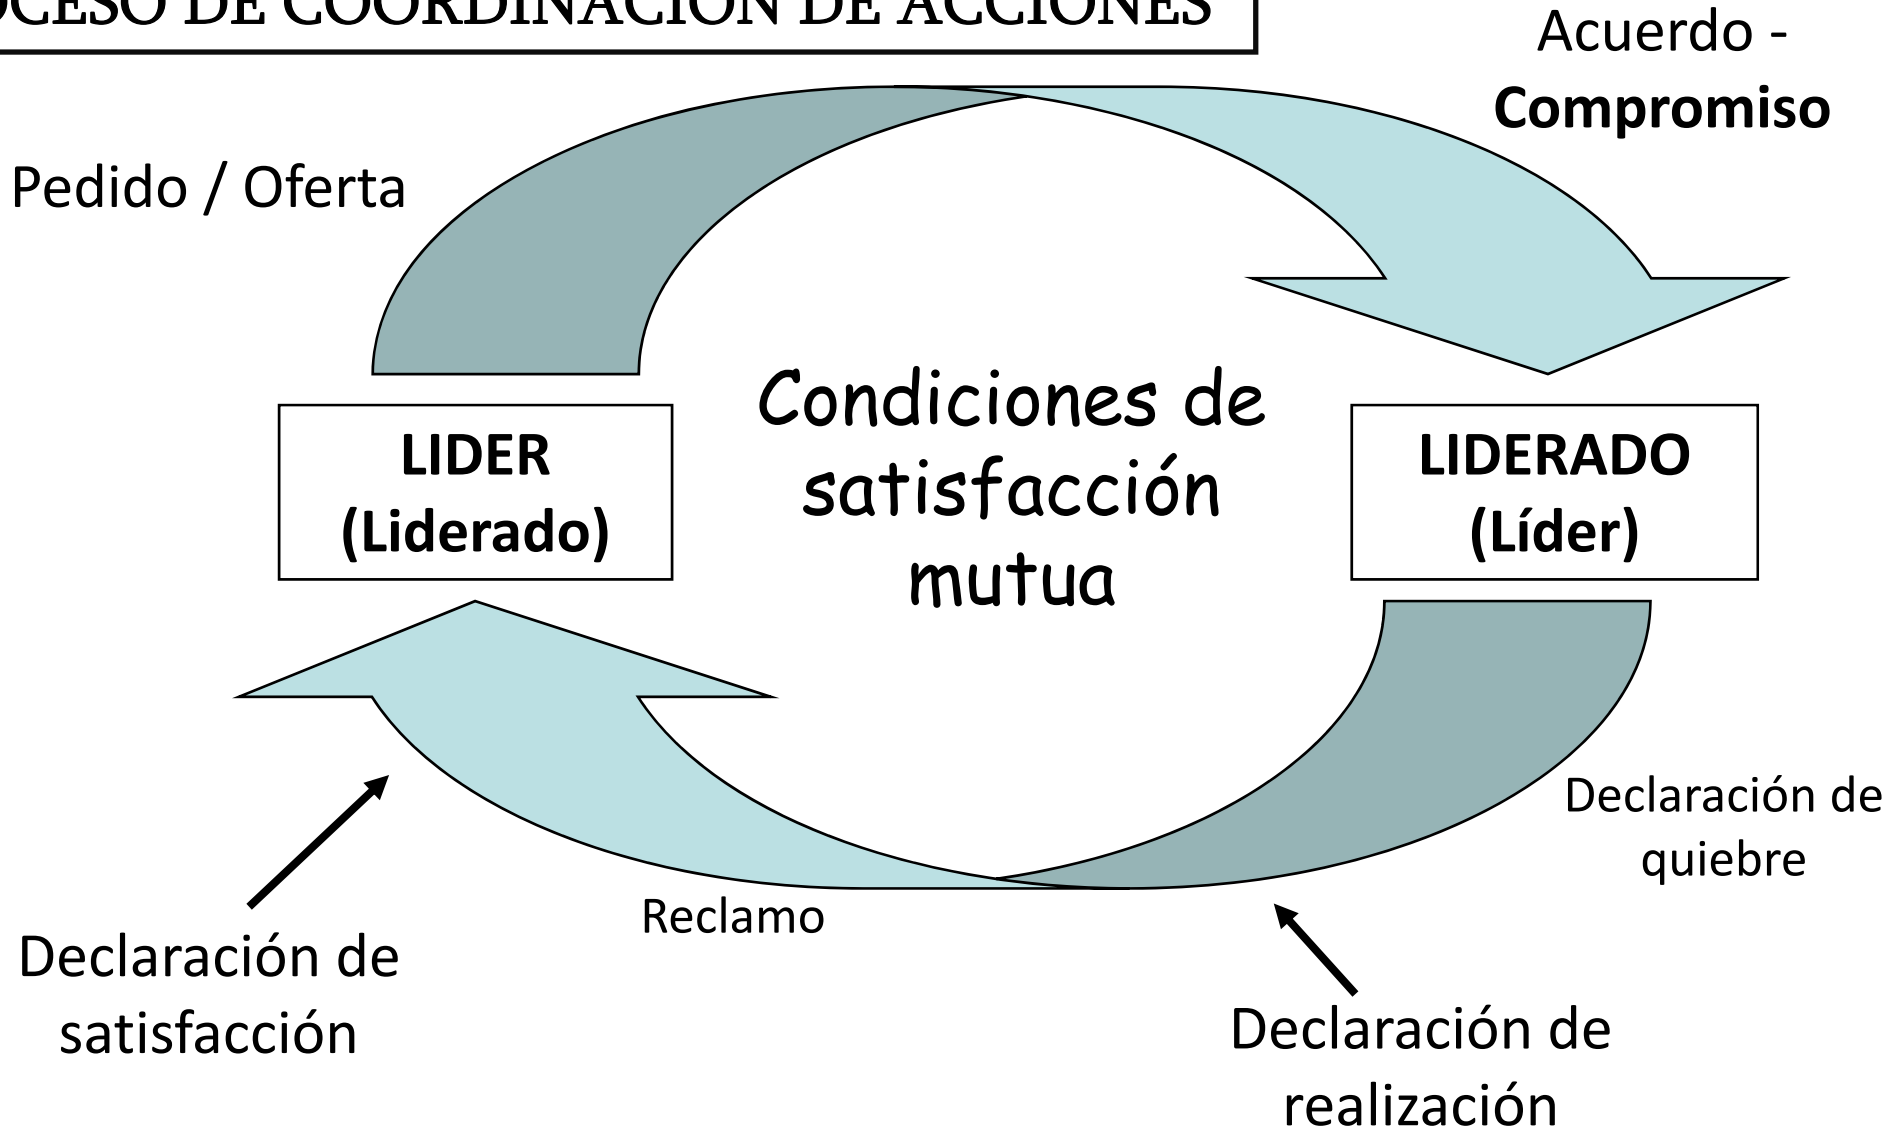 OCESO DE COORDINACIÓN DE ACCIONES
Acuerdo -
Compromiso
Pedido / Oferta
Condiciones de
satisfacción
mutua
LIDER
(Liderado)
LIDERADO
(Líder)
Declaración de
quiebre
Reclamo
Declaración de
satisfacción
Declaración de
realización